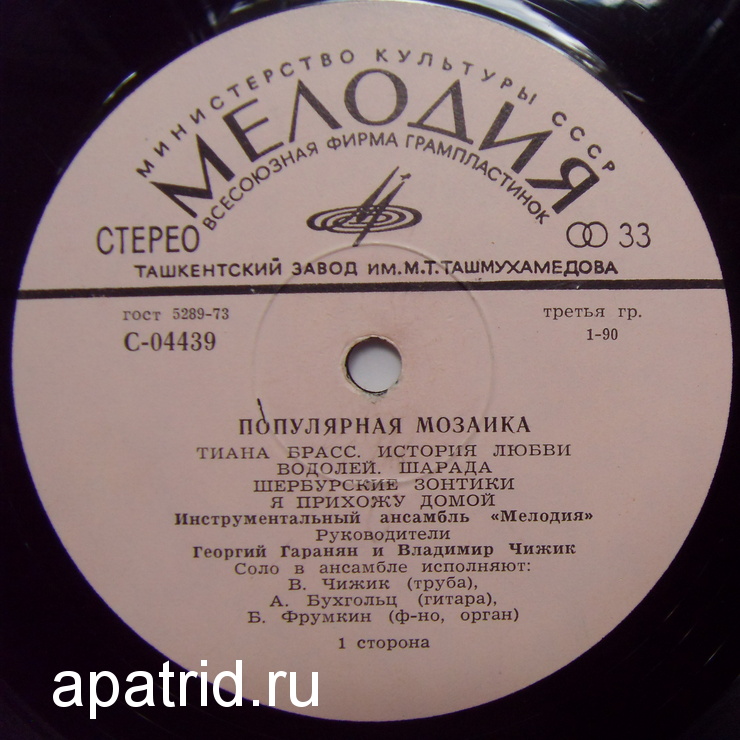 МИНИСТЕРСТВО КУЛЬТУРЫ СССР
МЕЛОДИЯ
ВСЕСОЮЗНАЯ ФИРМА ГРАМПЛАСТИНОК
СТЕРЕО
33
ТАШКЕНТСКИЙ ЗАВОД ИМ. М.Т. ТАШМУХАМЕДОВА
гост 5289-73
третья гр.
С-04439
1-90
ПОПУЛЯРНАЯ МОЗАИКА
ТИАНА БРАСС. ИСТОРИЯ ЛЮБВИ
ВОДОЛЕЙ. ШАРАДА
ШЕРБУРСКИЕ ЗОНТИКИ
Я ПРИХОЖУ ДОМОЙ
Инструментальный ансамбль «Мелодия»
Руководители
Георгий Гаранян и Владимир Чижик
Соло в ансамбле исполняют:
В. Чижик (труба),
А. Бухгольц (гитара),
Б. Фрумкин (ф-но, орган)
1 сторона
apatrid.ru